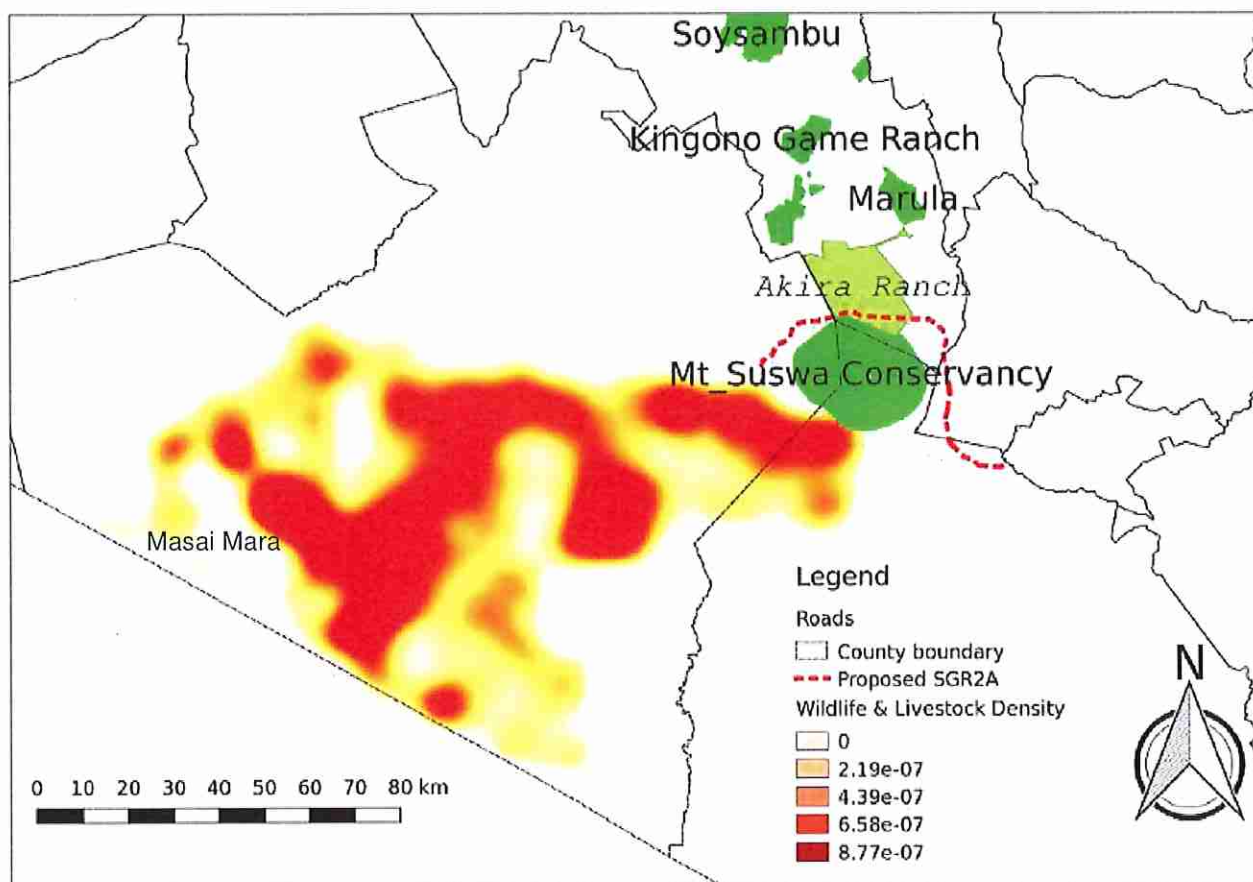 Soysambu
Kingono Game Ranch
Marula
Akira Ranch
Mt_Suswa Conservancy
Masai Mara
Legend
Roads
County boundary
Proposed SGR2A
Wildlife & Livestock Density
0
2.19e-07
4.39e-07
6.58e-07
8.77e-07
N
0 10 20 30 40 50 60 70 80 km